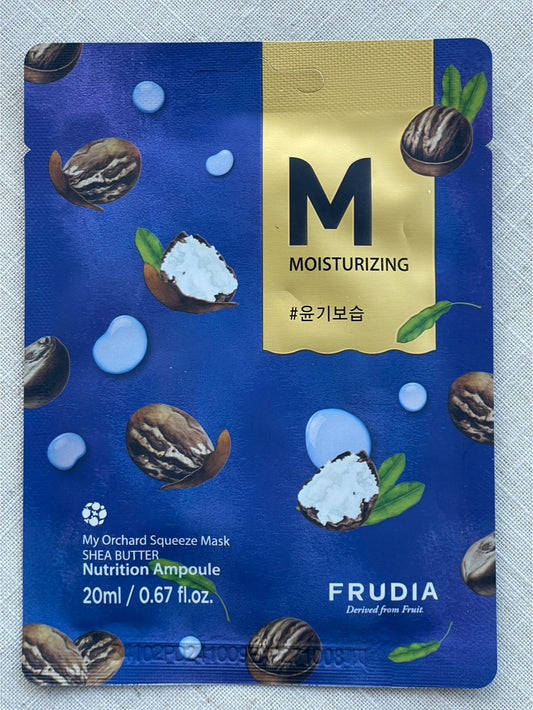 M
MOISTURIZING
#윤기보습
My Orchard Squeeze Mask
SHEA BUTTER
Nutrition Ampoule
20ml / 0.67 fl.oz.
FRUDIA
Derived from Fruit.